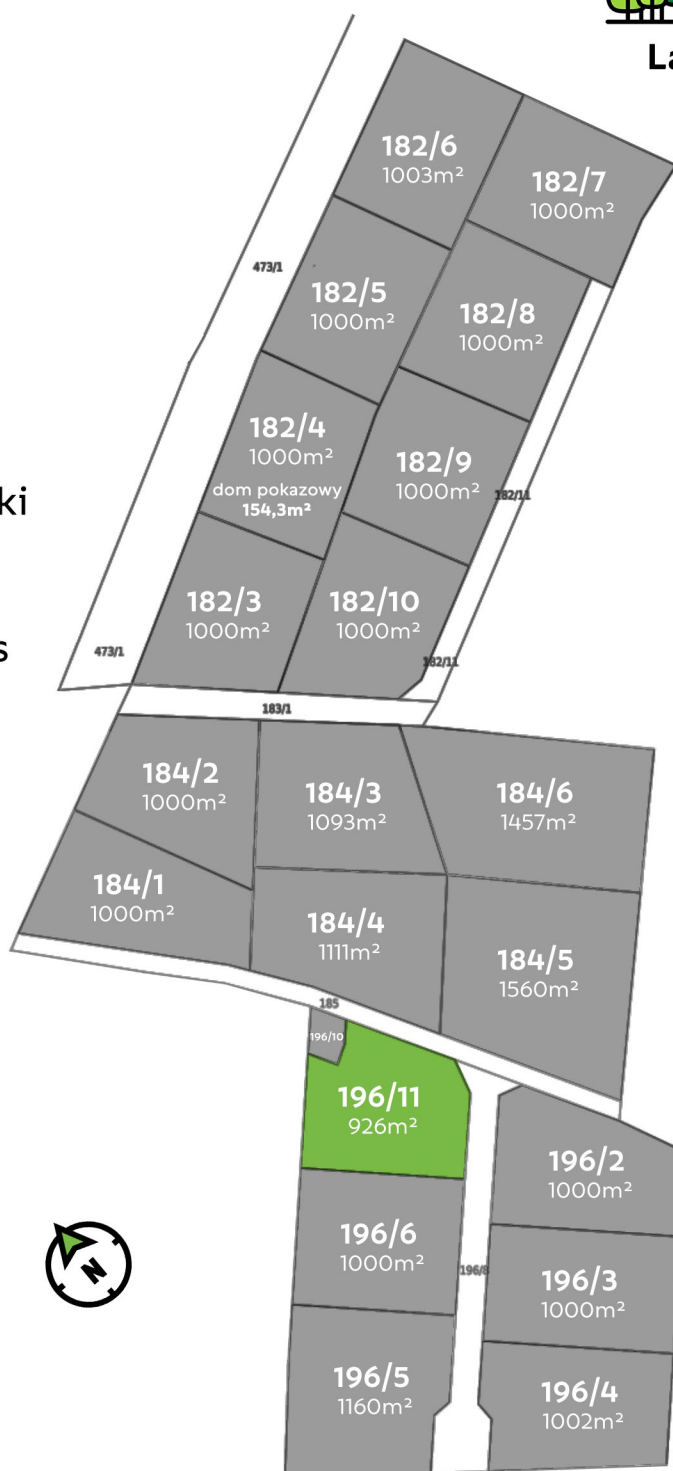 La
182/6
1003m²
182/7
1000m²
473/1
182/5
1000m²
182/8
1000m²
182/4
1000m²
dom pokazowy
154,3m²
182/9
1000m²
182/11
ki
182/3
1000m²
182/10
1000m²
s
473/1
182/11
183/1
184/2
1000m²
184/3
1093m²
184/6
1457m²
184/1
1000m²
184/4
1111m²
184/5
1560m²
185
196/10
196/11
926m²
196/2
1000m²
196/6
1000m²
N
196/8
196/3
1000m²
196/5
1160m²
196/4
1002m²